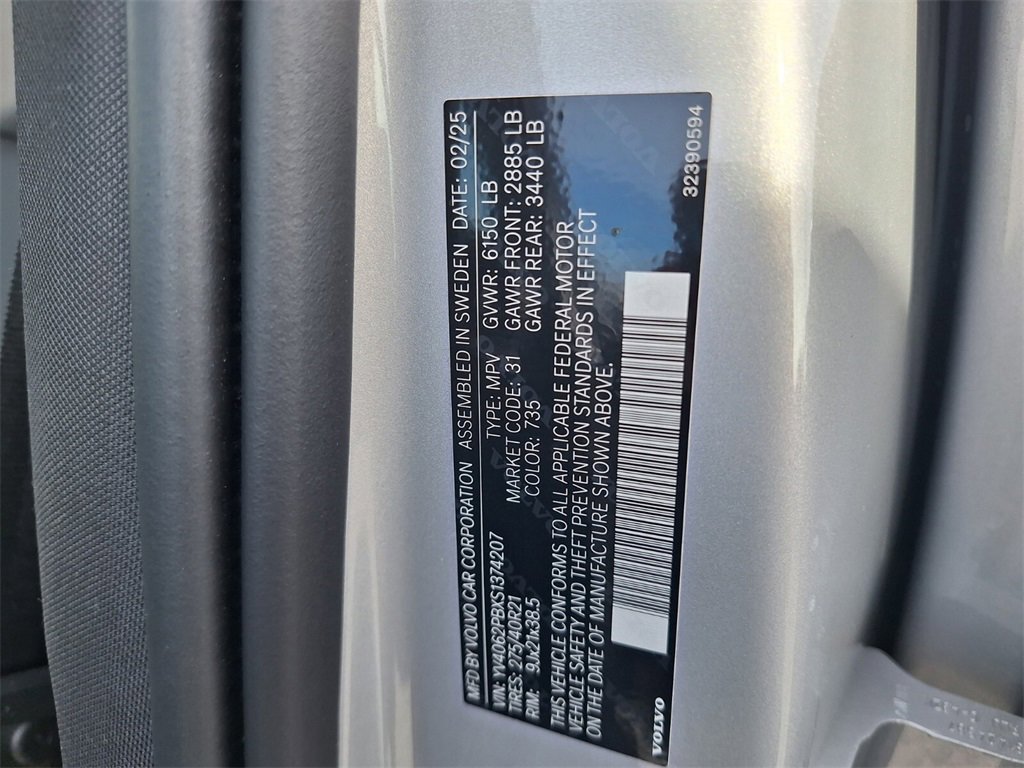 MFD BY VOLVO CAR CORPORATION ASSEMBLED IN SWEDEN DATE: 02/25
VIN: YV4062PBXS1374207 TYPE: MPV GVWR: 6150 LB
TIRES: 275/40R21 MARKET CODE: 31 GAWR FRONT: 2885 LB
RIM: 9Jx21x38.5 COLOR: 735 GAWR REAR: 3440 LB
THIS VEHICLE CONFORMS TO ALL APPLICABLE FEDERAL MOTOR
VEHICLE SAFETY AND THEFT PREVENTION STANDARDS IN EFFECT
ON THE DATE OF MANUFACTURE SHOWN ABOVE.
VOLVO
32390594